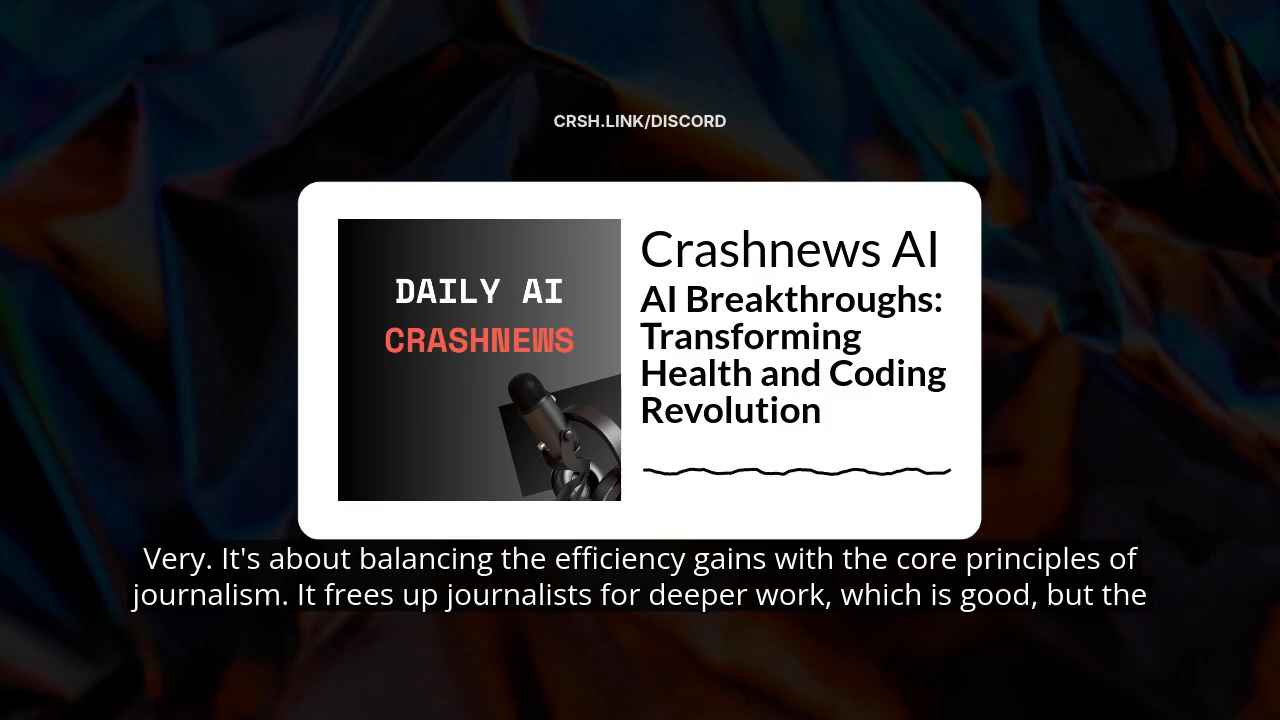 CRSH.LINK/DISCORD
DAILY AI
CRASHNEWS
Crashnews AI
AI Breakthroughs:
Transforming
Health and Coding
Revolution
Very. It's about balancing the efficiency gains with the core principles of
journalism. It frees up journalists for deeper work, which is good, but the